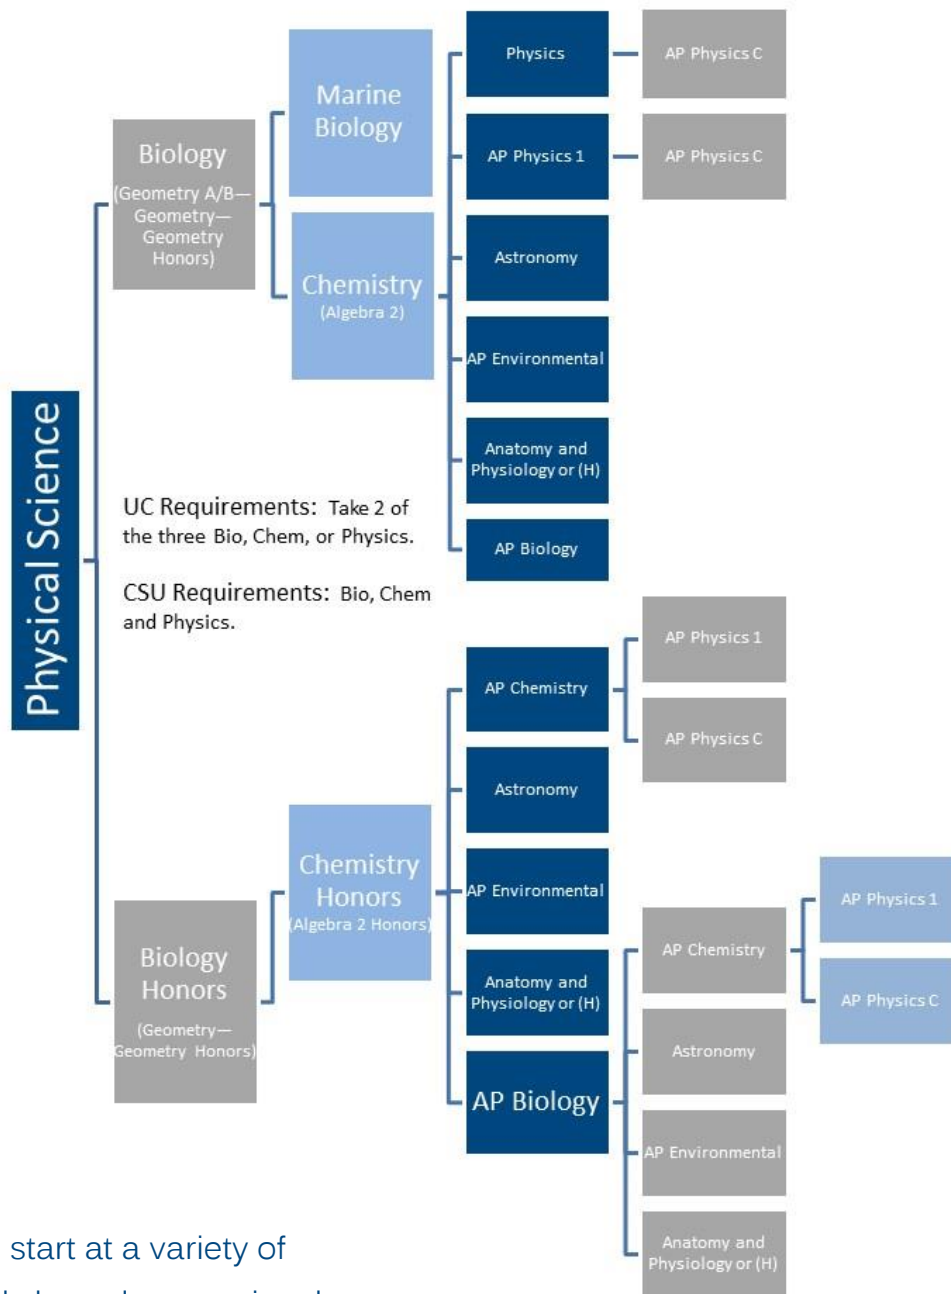 Physical Science
Biology
(Geometry A/B—
Geometry—
Geometry
Honors)
Marine
Biology
Chemistry
(Algebra 2)
Physics
AP Physics C
AP Physics 1
AP Physics C
Astronomy
AP Environmental
Anatomy and
Physiology or (H)
AP Biology
UC Requirements: Take 2 of
the three Bio, Chem, or Physics.
CSU Requirements: Bio, Chem
and Physics.
Biology
Honors
(Geometry—
Geometry Honors)
Chemistry
Honors
(Algebra 2 Honors)
AP Chemistry
AP Physics 1
AP Physics C
Astronomy
AP Environmental
Anatomy and
Physiology or (H)
AP Biology
AP Chemistry
AP Physics 1
AP Physics C
Astronomy
AP Environmental
Anatomy and
Physiology or (H)
start at a variety of